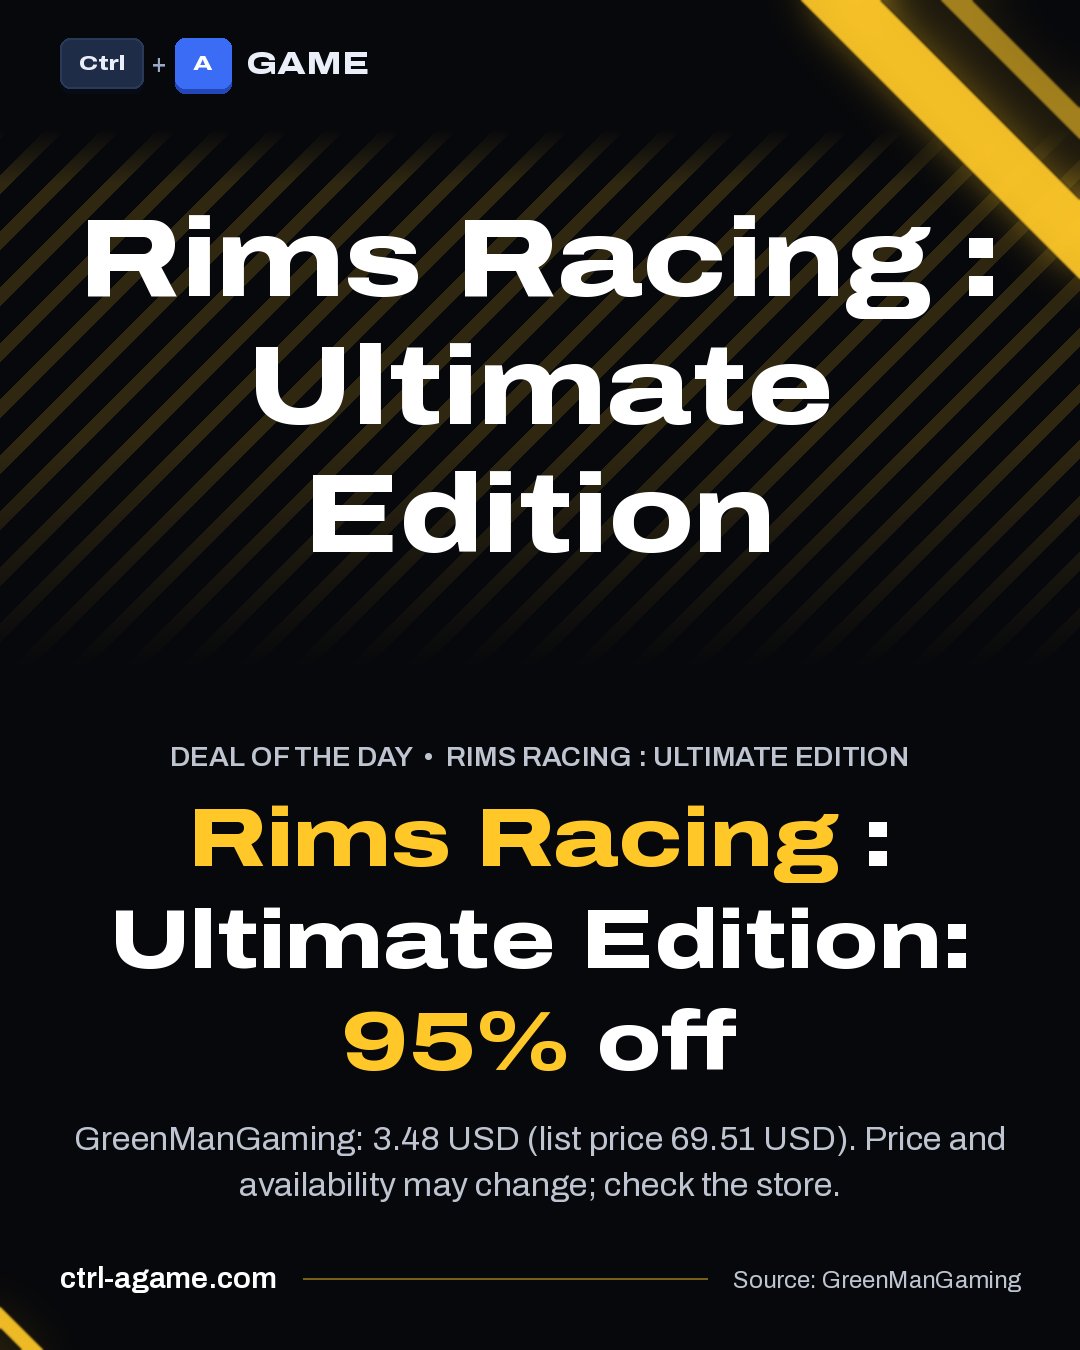 Ctrl + A GAME
Rims Racing :
Ultimate
Edition
DEAL OF THE DAY • RIMS RACING : ULTIMATE EDITION
Rims Racing :
Ultimate Edition:
95% off
GreenManGaming: 3.48 USD (list price 69.51 USD). Price and
availability may change; check the store.
ctrl-agame.com
Source: GreenManGaming